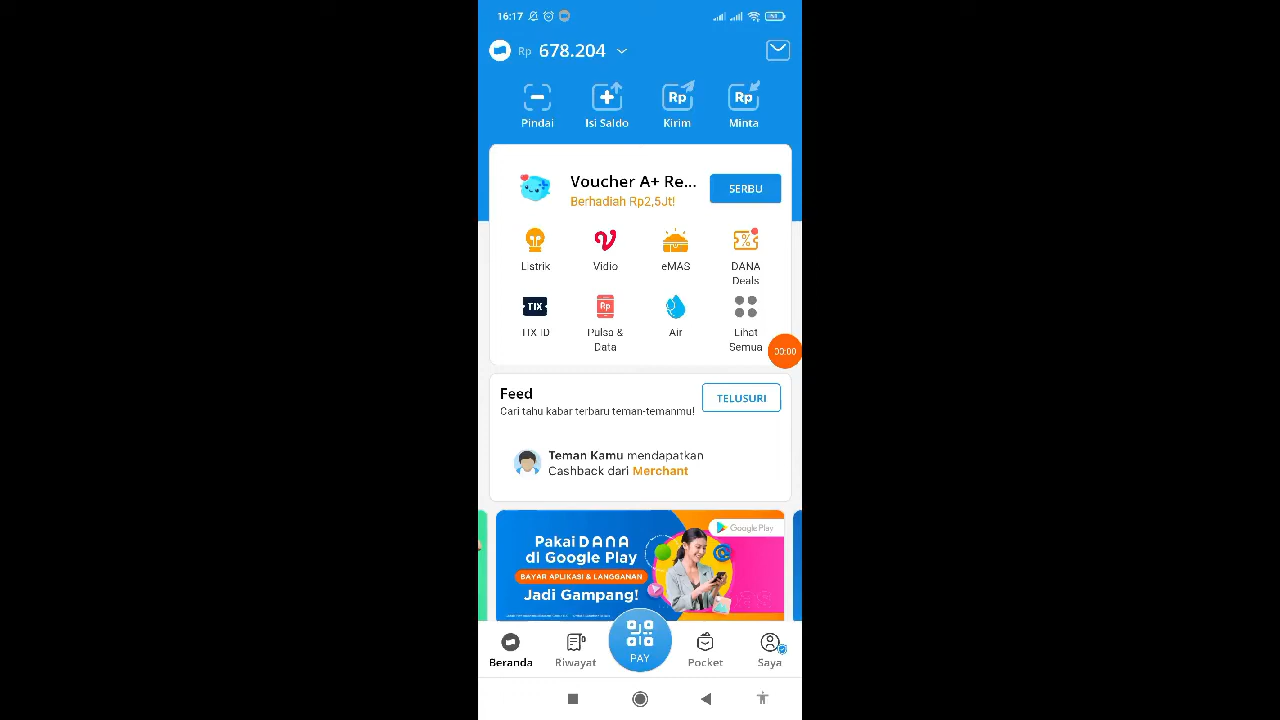 16:17
Rp 678.204
Pindai Isi Saldo Kirim Minta
Voucher A+ Re...
Berhadiah Rp2,5Jt!
SERBU
Listrik Vidio eMAS DANA Deals
TIX ID Pulsa & Data Air Lihat Semua
00:00
Feed
Cari tahu kabar terbaru teman-temanmu!
TELUSURI
Teman Kamu mendapatkan
Cashback dari Merchant
Google Play
Pakai DANA
di Google Play
BAYAR APLIKASI & LANGGANAN
Jadi Gampang!
PAY
Beranda Riwayat Pocket Saya